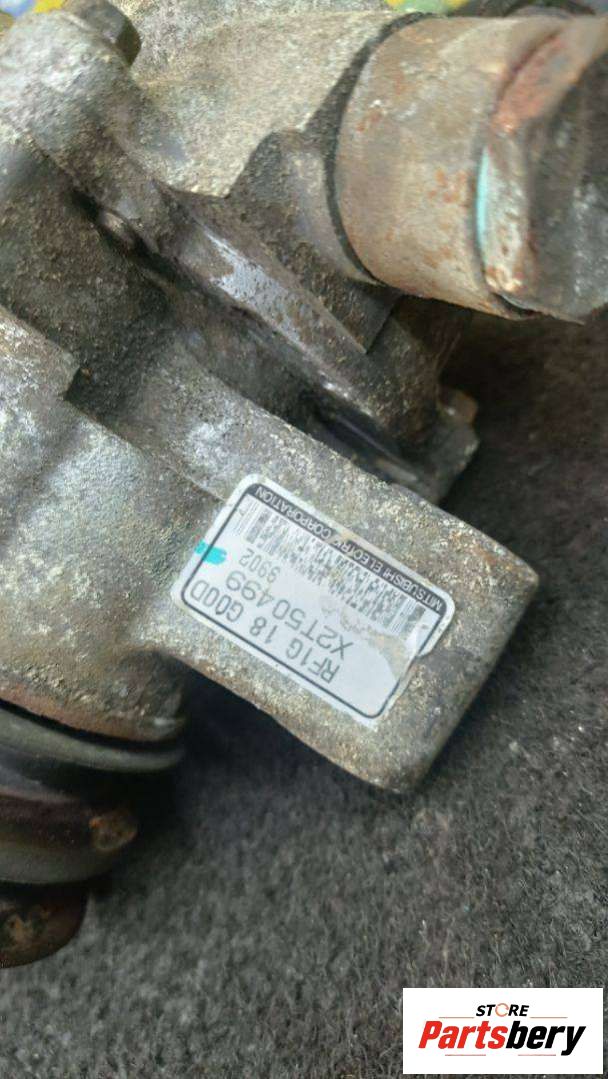 RF1G 18 G00D
X2T50499
9902
MITSUBISHI ELECTRIC CORPORATION
STORE
Partsbery